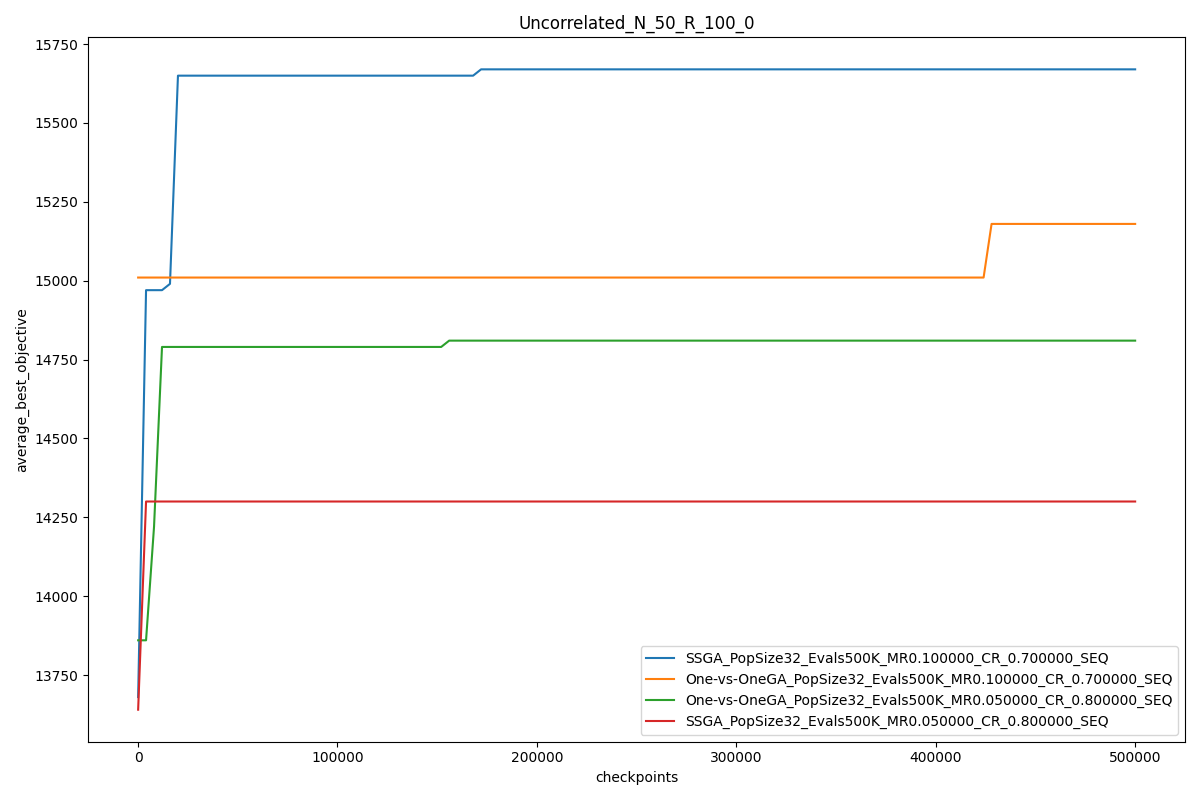 Uncorrelated_N_50_R_100_0
average_best_objective
15750
15500
15250
15000
14750
14500
14250
14000
13750
SSGA_PopSize32_Evals500K_MR0.100000_CR_0.700000_SEQ
One-vs-OneGA_PopSize32_Evals500K_MR0.100000_CR_0.700000_SEQ
One-vs-OneGA_PopSize32_Evals500K_MR0.050000_CR_0.800000_SEQ
SSGA_PopSize32_Evals500K_MR0.050000_CR_0.800000_SEQ
0 100000 200000 300000 400000 500000
checkpoints